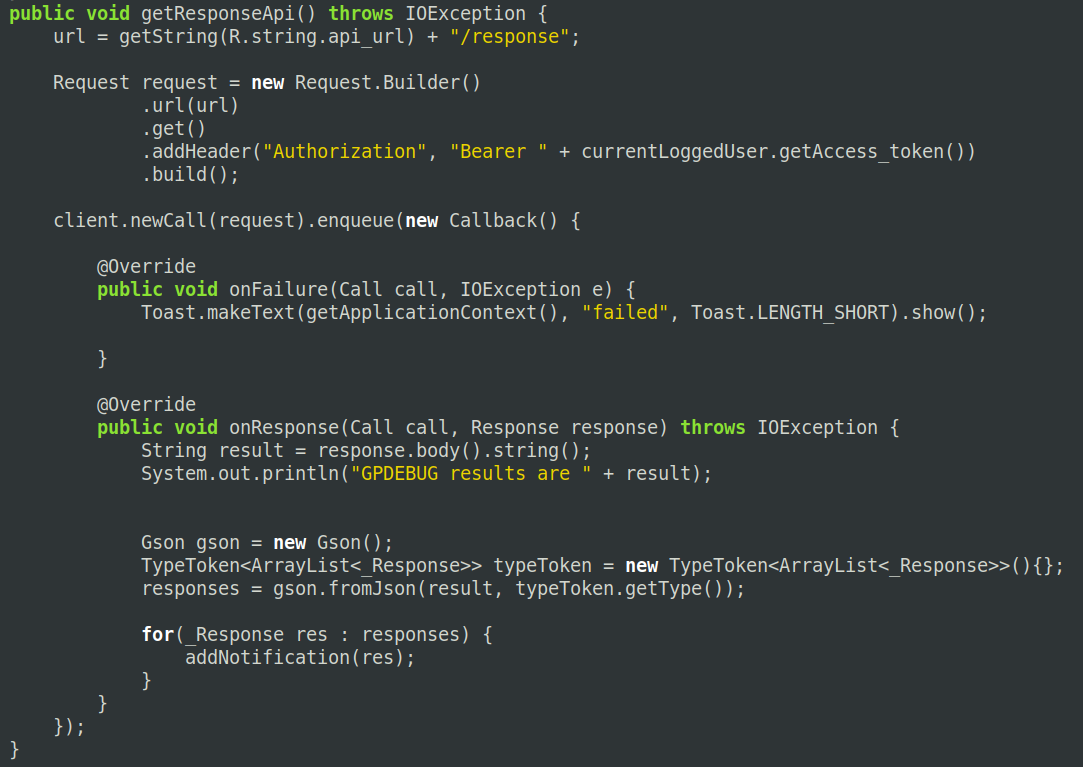 public void getResponseApi() throws IOException {
    url = getString(R.string.api_url) + "/response";

    Request request = new Request.Builder()
            .url(url)
            .get()
            .addHeader("Authorization", "Bearer " + currentLoggedUser.getAccess_token())
            .build();

    client.newCall(request).enqueue(new Callback() {

        @Override
        public void onFailure(Call call, IOException e) {
            Toast.makeText(getApplicationContext(), "failed", Toast.LENGTH_SHORT).show();

        }

        @Override
        public void onResponse(Call call, Response response) throws IOException {
            String result = response.body().string();
            System.out.println("GPDEBUG results are " + result);


            Gson gson = new Gson();
            TypeToken<ArrayList<_Response>> typeToken = new TypeToken<ArrayList<_Response>>(){};
            responses = gson.fromJson(result, typeToken.getType());

            for(_Response res : responses) {
                addNotification(res);
            }
        }
    });
}